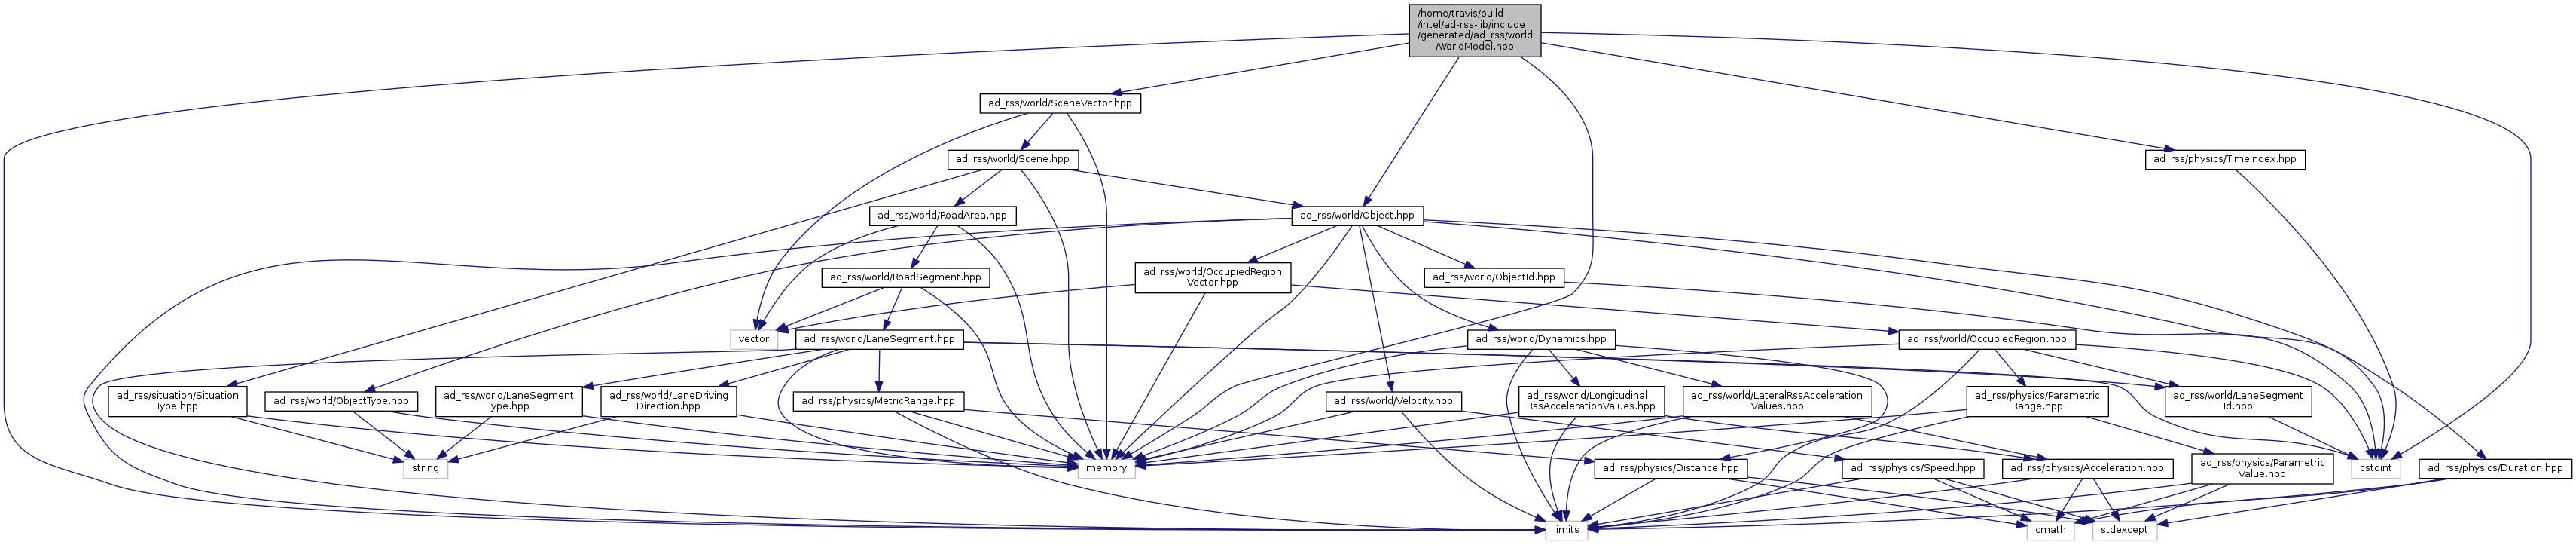 /home/travis/build
/intel/ad-rss-lib/include
/generated/ad_rss/world
/WorldModel.hpp
ad_rss/world/SceneVector.hpp
ad_rss/world/Scene.hpp
ad_rss/physics/TimeIndex.hpp
ad_rss/world/RoadArea.hpp
ad_rss/world/Object.hpp
ad_rss/world/RoadSegment.hpp
ad_rss/world/OccupiedRegion
Vector.hpp
ad_rss/world/ObjectId.hpp
vector
ad_rss/world/LaneSegment.hpp
ad_rss/world/Dynamics.hpp
ad_rss/world/OccupiedRegion.hpp
ad_rss/situation/Situation
Type.hpp
ad_rss/world/ObjectType.hpp
ad_rss/world/LaneSegment
Type.hpp
ad_rss/world/LaneDriving
Direction.hpp
ad_rss/physics/MetricRange.hpp
ad_rss/world/Velocity.hpp
ad_rss/world/Longitudinal
RssAccelerationValues.hpp
ad_rss/world/LateralRssAcceleration
Values.hpp
ad_rss/physics/Parametric
Range.hpp
ad_rss/world/LaneSegment
Id.hpp
string
memory
ad_rss/physics/Distance.hpp
ad_rss/physics/Speed.hpp
ad_rss/physics/Acceleration.hpp
ad_rss/physics/Parametric
Value.hpp
cstdint
ad_rss/physics/Duration.hpp
limits
cmath
stdexcept